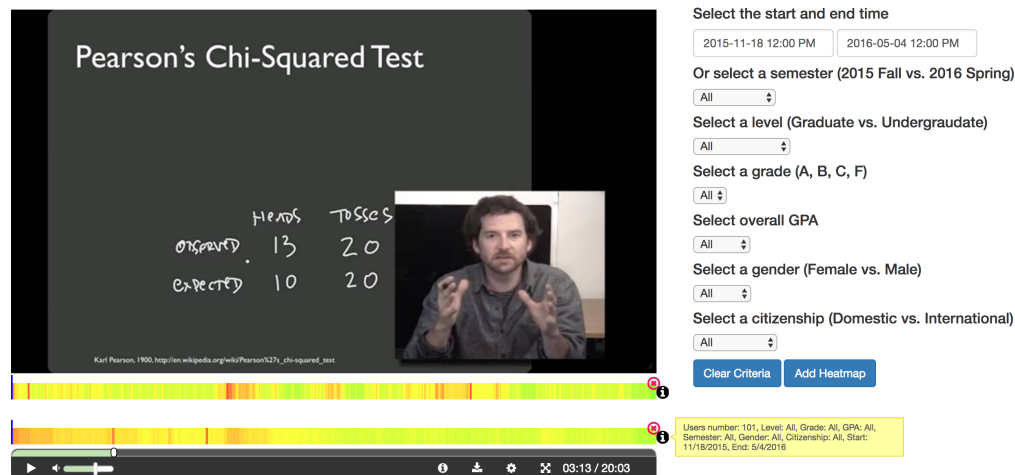 Pearson's Chi-Squared Test
HEADS TOSSES
OBSERVED 13 20
EXPECTED 10 20
Karl Pearson, 1900, http://en.wikipedia.org/wiki/Pearson%27s_chi-squared_test
03:13 / 20:03
Select the start and end time
2015-11-18 12:00 PM 2016-05-04 12:00 PM
Or select a semester (2015 Fall vs. 2016 Spring)
All
Select a level (Graduate vs. Undergraudate)
All
Select a grade (A, B, C, F)
All
Select overall GPA
All
Select a gender (Female vs. Male)
All
Select a citizenship (Domestic vs. International)
All
Clear Criteria Add Heatmap
Users number: 101, Level: All, Grade: All, GPA: All,
Semester: All, Gender: All, Citizenship: All, Start:
11/18/2015, End: 5/4/2016